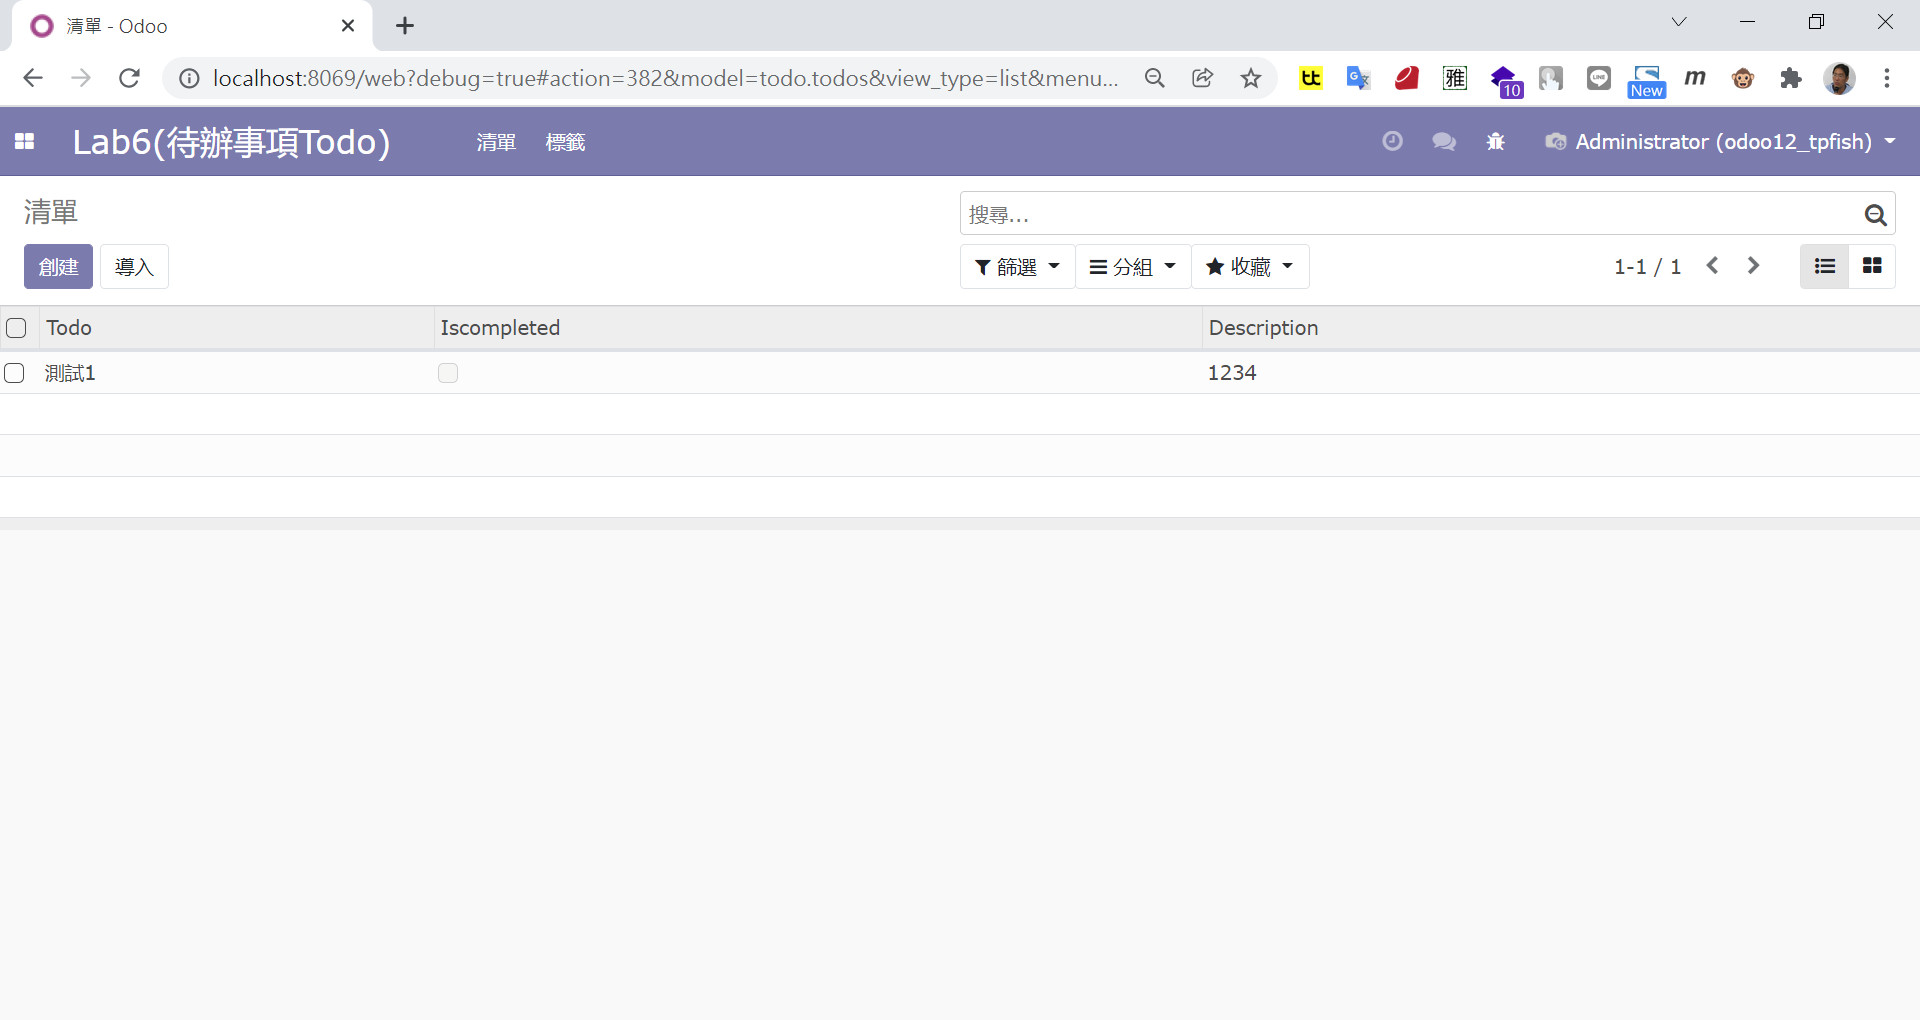 清單 - Odoo
localhost:8069/web?debug=true#action=382&model=todo.todos&view_type=list&menu...
tt
G
雅
10
LINE
New
m
Lab6(待辦事項Todo)
清單
標籤
Administrator (odoo12_tpfish)
清單
搜尋...
創建
導入
篩選
分組
收藏
1-1 / 1
Todo
Iscompleted
Description
測試1
1234